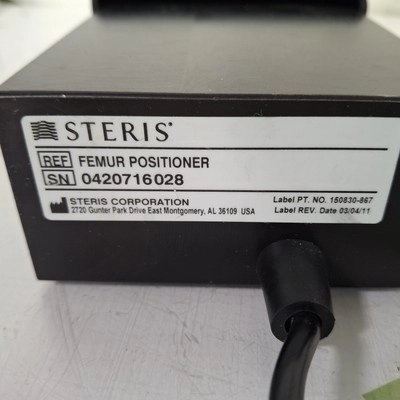 STERIS®
REF FEMUR POSITIONER
SN 0420716028
STERIS CORPORATION
2720 Gunter Park Drive East Montgomery, AL 36109 USA
Label PT. NO. 150830-867
Label REV. Date 03/04/11